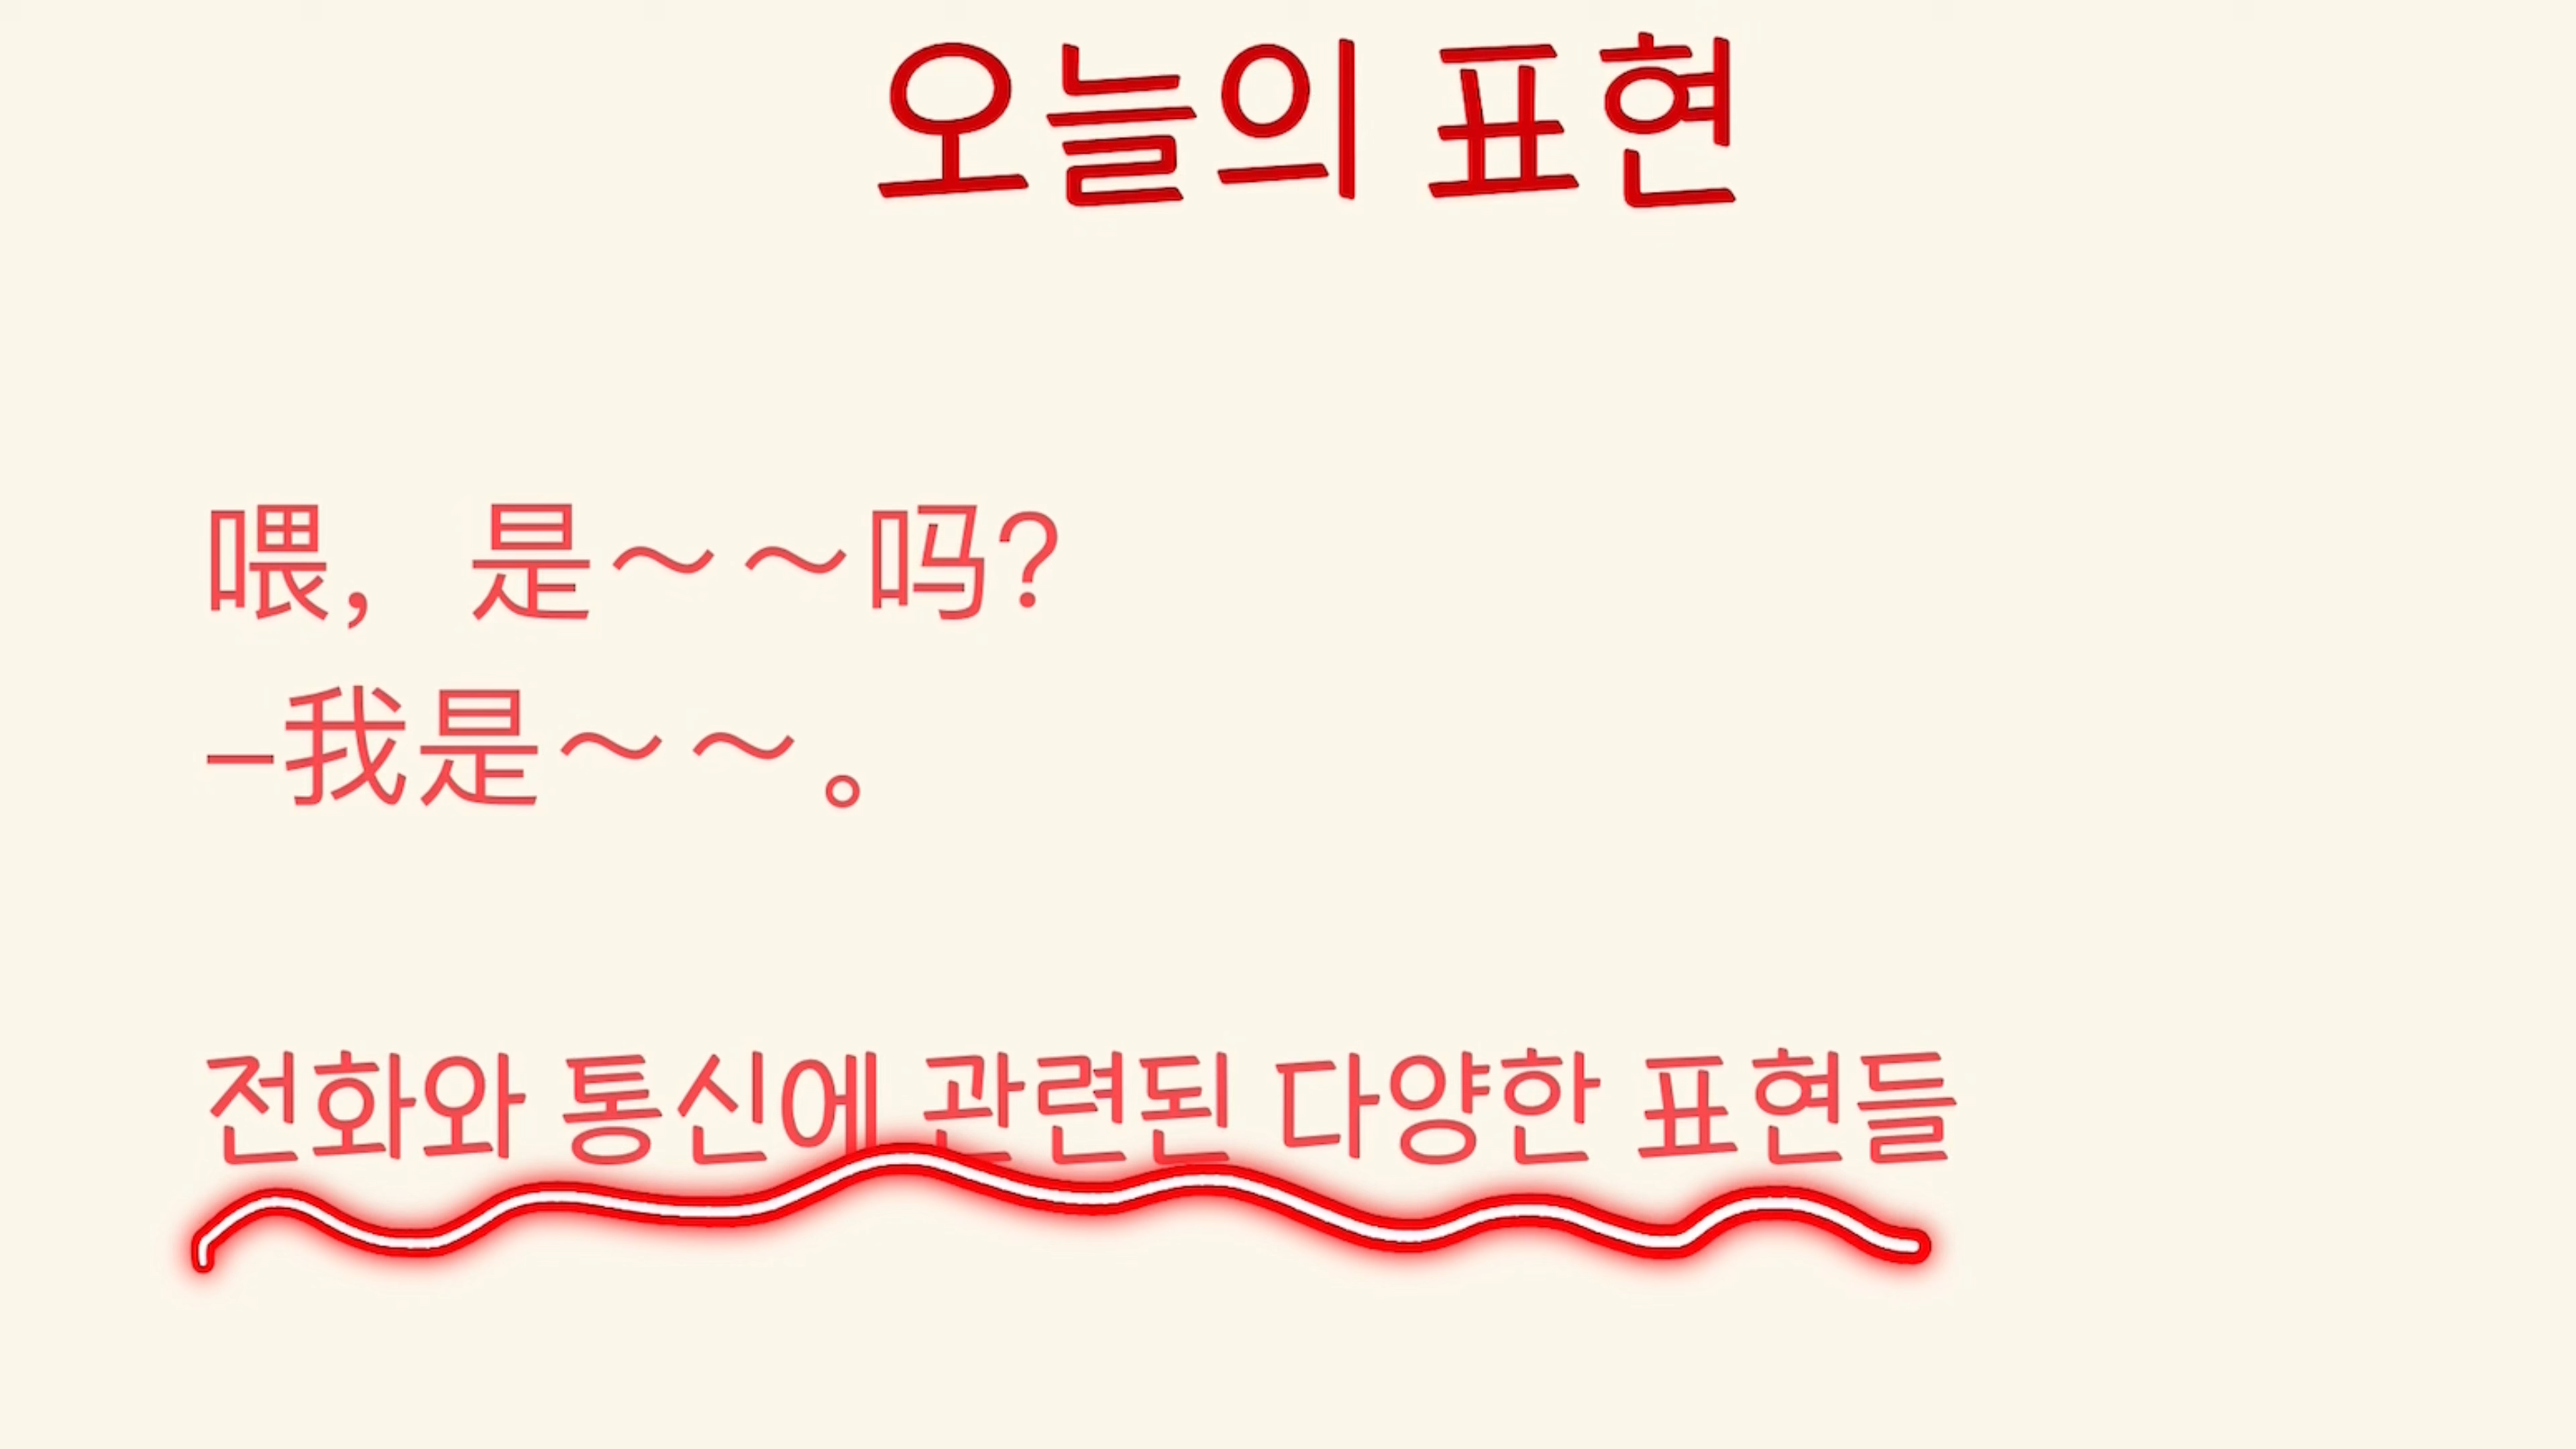 오늘의 표현
喂，是～～吗?
-我是～～。
전화와 통신에 관련된 다양한 표현들